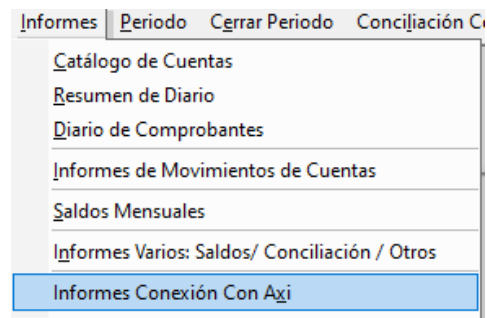 Informes Periodo Cerrar Periodo Conciliación C
Catálogo de Cuentas
Resumen de Diario
Diario de Comprobantes
Informes de Movimientos de Cuentas
Saldos Mensuales
Informes Varios: Saldos/ Conciliación / Otros
Informes Conexión Con Axi